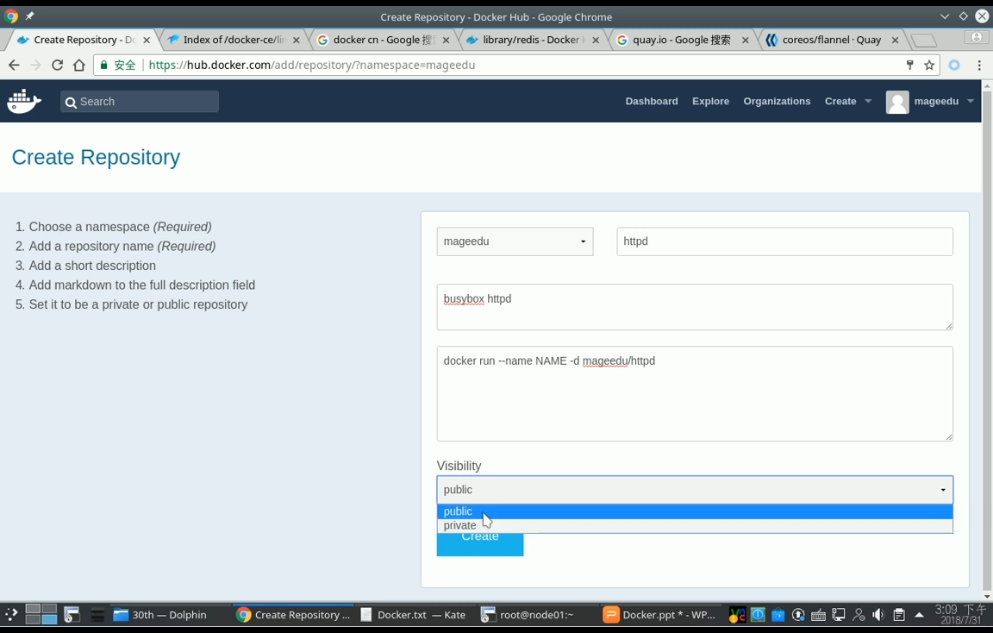 Create Repository - Docker Hub - Google Chrome
Create Repository - Do
Index of /docker-ce/lin
docker cn - Google 搜
library/redis - Docker
quay.io - Google 搜索
coreos/flannel · Quay
安全
https://hub.docker.com/add/repository/?namespace=mageedu
Search
Dashboard
Explore
Organizations
Create
mageedu
Create Repository
1. Choose a namespace (Required)
2. Add a repository name (Required)
3. Add a short description
4. Add markdown to the full description field
5. Set it to be a private or public repository
mageedu
httpd
busybox httpd
docker run --name NAME -d mageedu/httpd
Visibility
public
public
private
Create
30th — Dolphin
Create Repository ...
Docker.txt — Kate
root@node01:~
Docker.ppt * - WP...
3:09 下午
2018/7/31